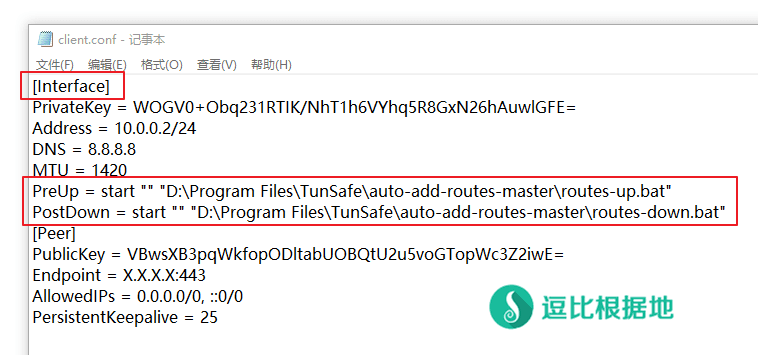 client.conf - 记事本
文件(F) 编辑(E) 格式(O) 查看(V) 帮助(H)
[Interface]
PrivateKey = WOGV0+Obq231RTIK/NhT1h6VYhq5R8GxN26hAuwlGFE=
Address = 10.0.0.2/24
DNS = 8.8.8.8
MTU = 1420
PreUp = start "" "D:\Program Files\TunSafe\auto-add-routes-master\routes-up.bat"
PostDown = start "" "D:\Program Files\TunSafe\auto-add-routes-master\routes-down.bat"
[Peer]
PublicKey = VBwsXB3pqWkfopODltabUOBQtU2u5voGTopWc3Z2iwE=
Endpoint = X.X.X.X:443
AllowedIPs = 0.0.0.0/0, ::0/0
PersistentKeepalive = 25
逗比根据地